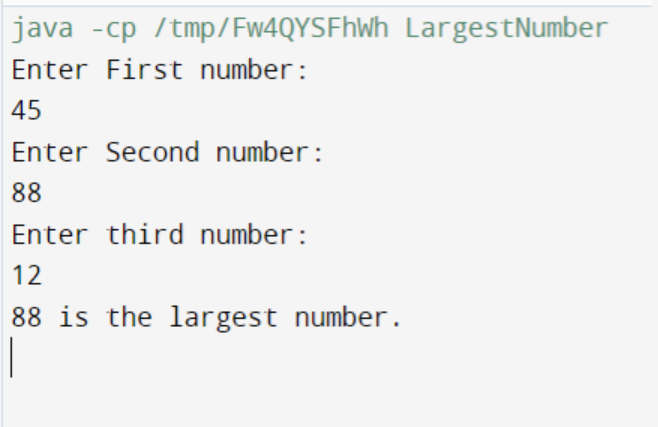 java -cp /tmp/Fw4QYSFhWh LargestNumber
Enter First number:
45
Enter Second number:
88
Enter third number:
12
88 is the largest number.